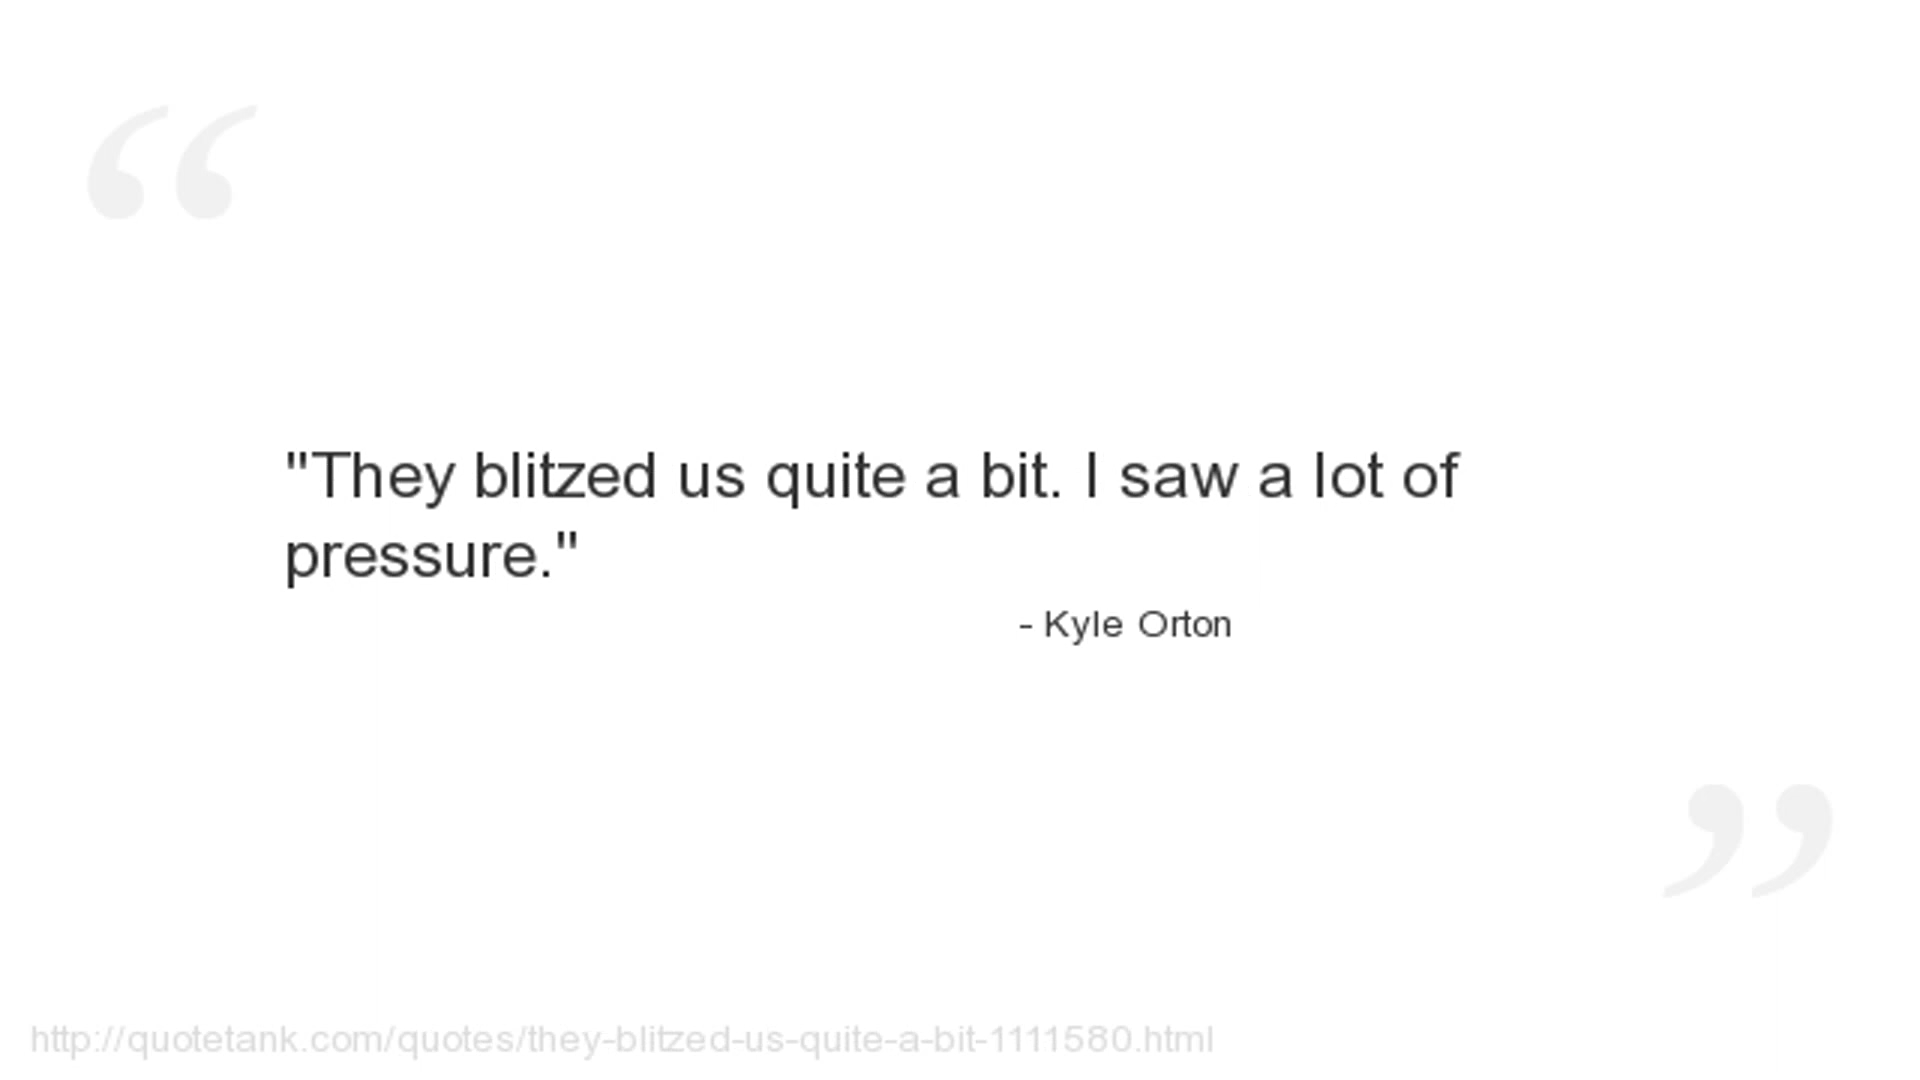 "They blitzed us quite a bit. I saw a lot of
pressure."
- Kyle Orton
http://quotetank.com/quotes/they-blitzed-us-quite-a-bit-1111580.html